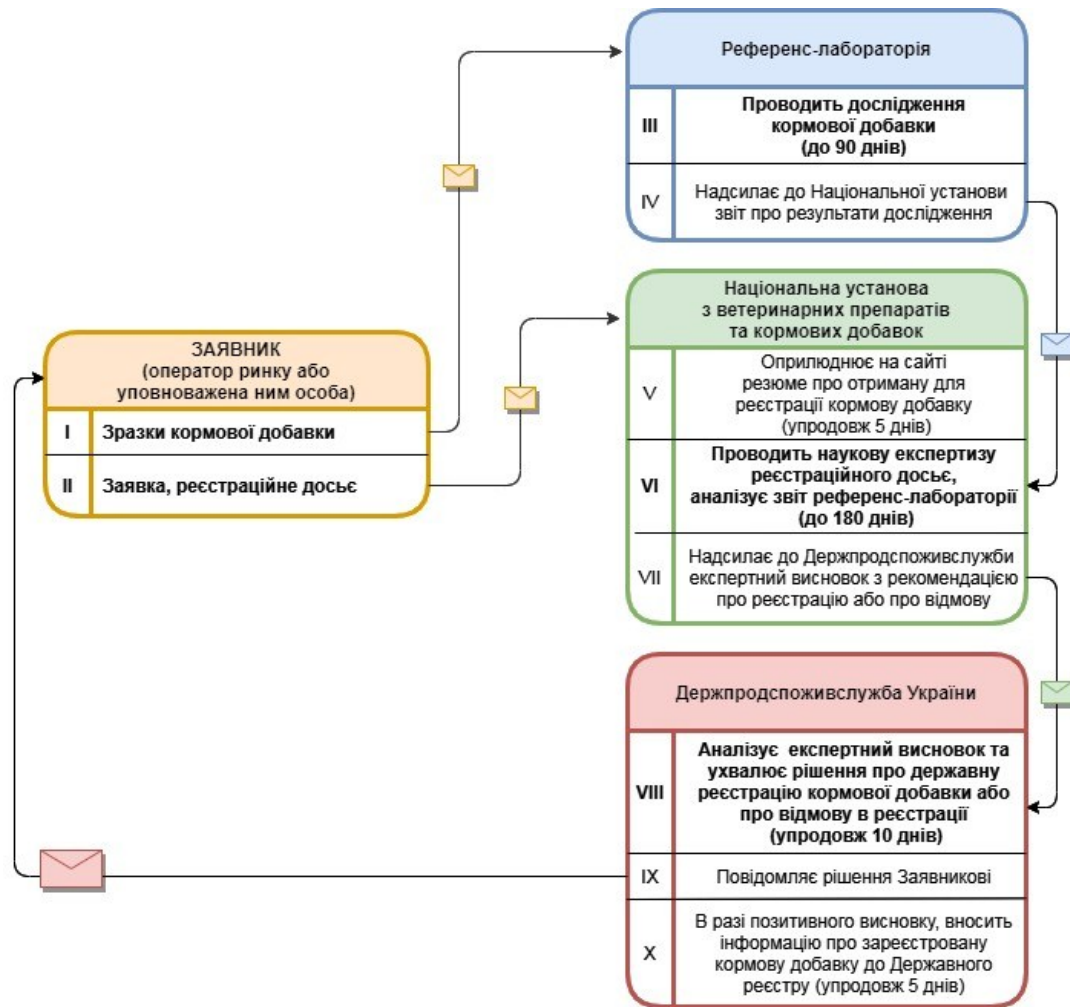 Референс-лабораторія
III
Проводить дослідження
кормової добавки
(до 90 днів)
IV
Надсилає до Національної установи
звіт про результати дослідження
Національна установа
з ветеринарних препаратів
та кормових добавок
V
Оприлюднює на сайті
резюме про отриману для
реєстрації кормову добавку
(упродовж 5 днів)
VI
Проводить наукову експертизу
реєстраційного досьє,
аналізує звіт референс-лабораторії
(до 180 днів)
VII
Надсилає до Держпродспоживслужби
експертний висновок з рекомендацією
про реєстрацію або про відмову
ЗАЯВНИК
(оператор ринку або
уповноважена ним особа)
I
Зразки кормової добавки
II
Заявка, реєстраційне досьє
Держпродспоживслужба України
VIII
Аналізує експертний висновок та
ухвалює рішення про державну
реєстрацію кормової добавки або
про відмову в реєстрації
(упродовж 10 днів)
IX
Повідомляє рішення Заявникові
X
В разі позитивного висновку, вносить
інформацію про зареєстровану
кормову добавку до Державного
реєстру (упродовж 5 днів)